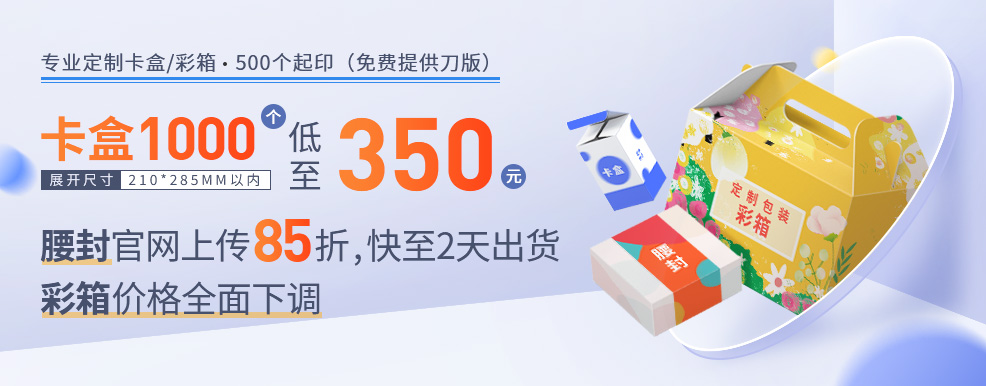 专业定制卡盒/彩箱·500个起印（免费提供刀版）
卡盒1000个
低至350元
展开尺寸 210*285MM以内
腰封官网上传85折,快至2天出货
彩箱价格全面下调
卡盒
定制包装
彩箱
腰封